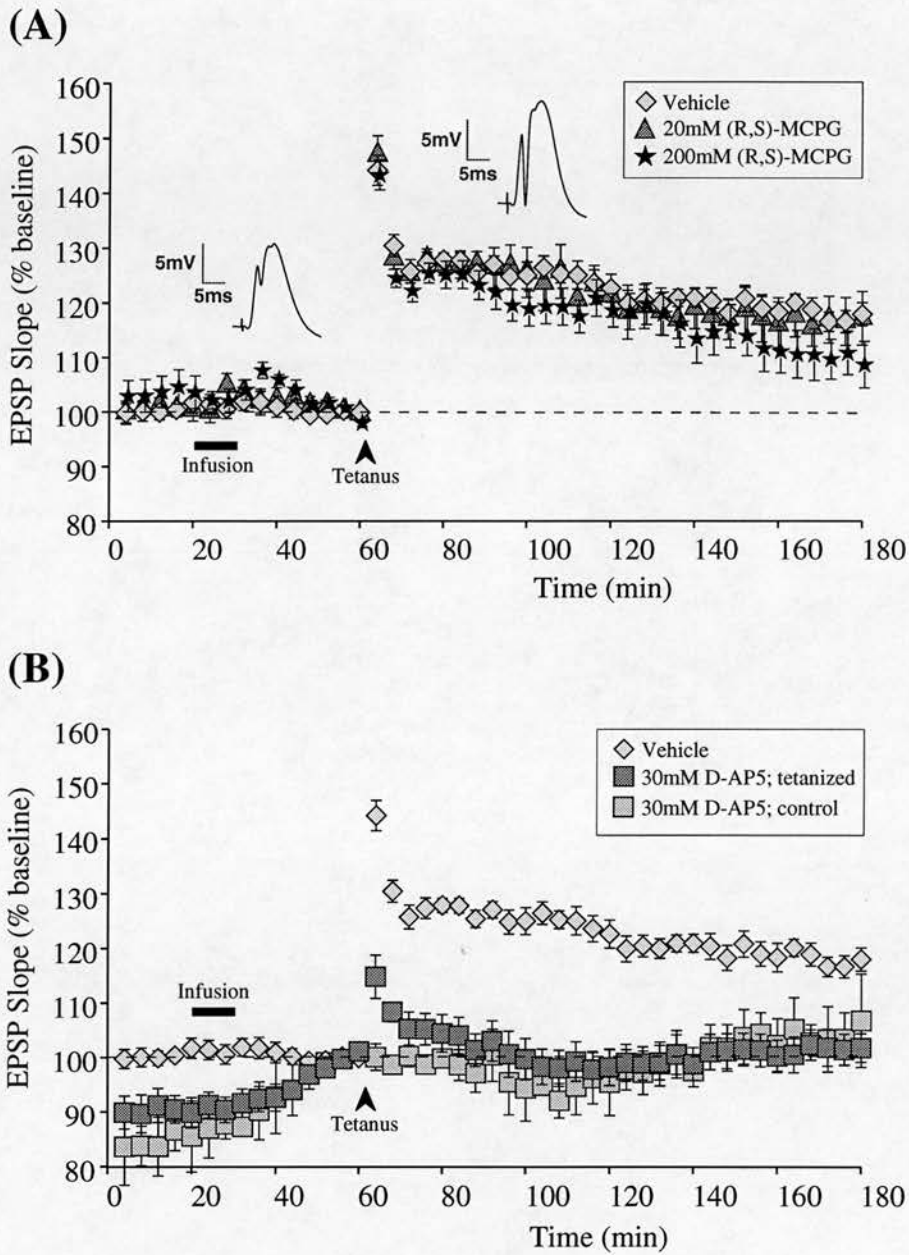 (A)
EPSP Slope (% baseline)
160
150
140
130
120
110
100
90
80
5mV
5ms
5mV
5ms
Vehicle
20mM (R,S)-MCPG
200mM (R,S)-MCPG
Infusion
Tetanus
0 20 40 60 80 100 120 140 160 180
Time (min)
(B)
EPSP Slope (% baseline)
160
150
140
130
120
110
100
90
80
Vehicle
30mM D-AP5; tetanized
30mM D-AP5; control
Infusion
Tetanus
0 20 40 60 80 100 120 140 160 180
Time (min)